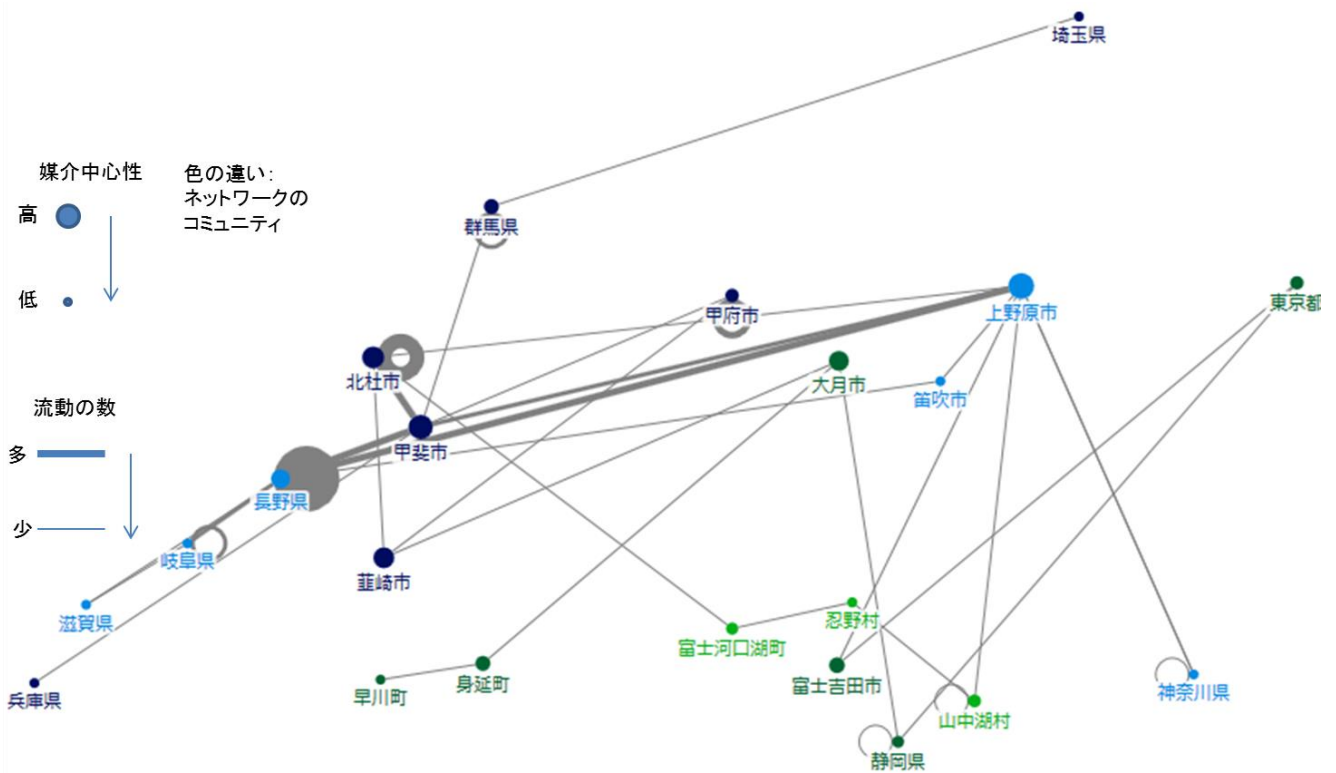 埼玉県
媒介中心性
色の違い:
ネットワークの
コミュニティ
高
低
群馬県
甲府市
上野原市
東京都
北杜市
大月市
笛吹市
流動の数
多
少
甲斐市
長野県
岐阜県
韮崎市
滋賀県
忍野村
富士河口湖町
兵庫県
早川町
身延町
富士吉田市
神奈川県
山中湖村
静岡県